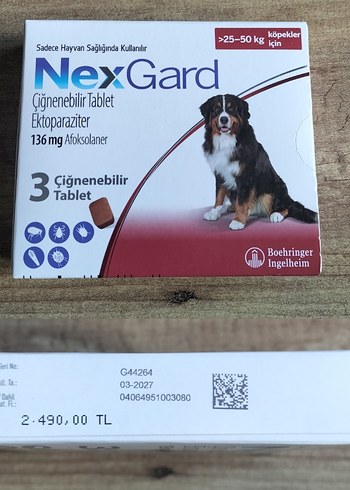 Sadece Hayvan Sağlığında Kullanılır
>25–50 kg köpekler için
NexGard
Çiğnenebilir Tablet
Ektoparaziter
136 mg Afoksolaner
3 Çiğnenebilir
Tablet
Boehringer
Ingelheim
G44264
03-2027
04064951003080
2.490,00 TL